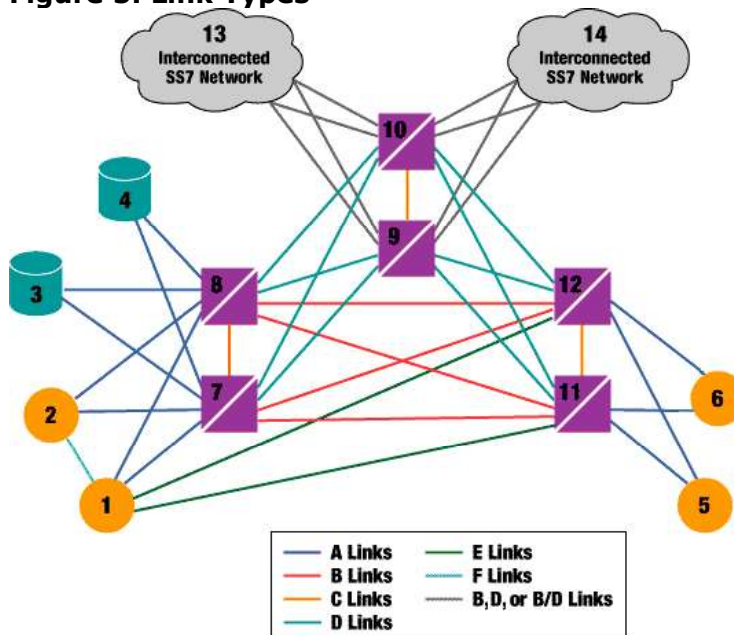 Figure 5. Link Types
13
Interconnected
SS7 Network
14
Interconnected
SS7 Network
10
4
9
3
8
12
7
11
2
6
1
5
A Links
B Links
C Links
D Links
E Links
F Links
B,D, or B/D Links